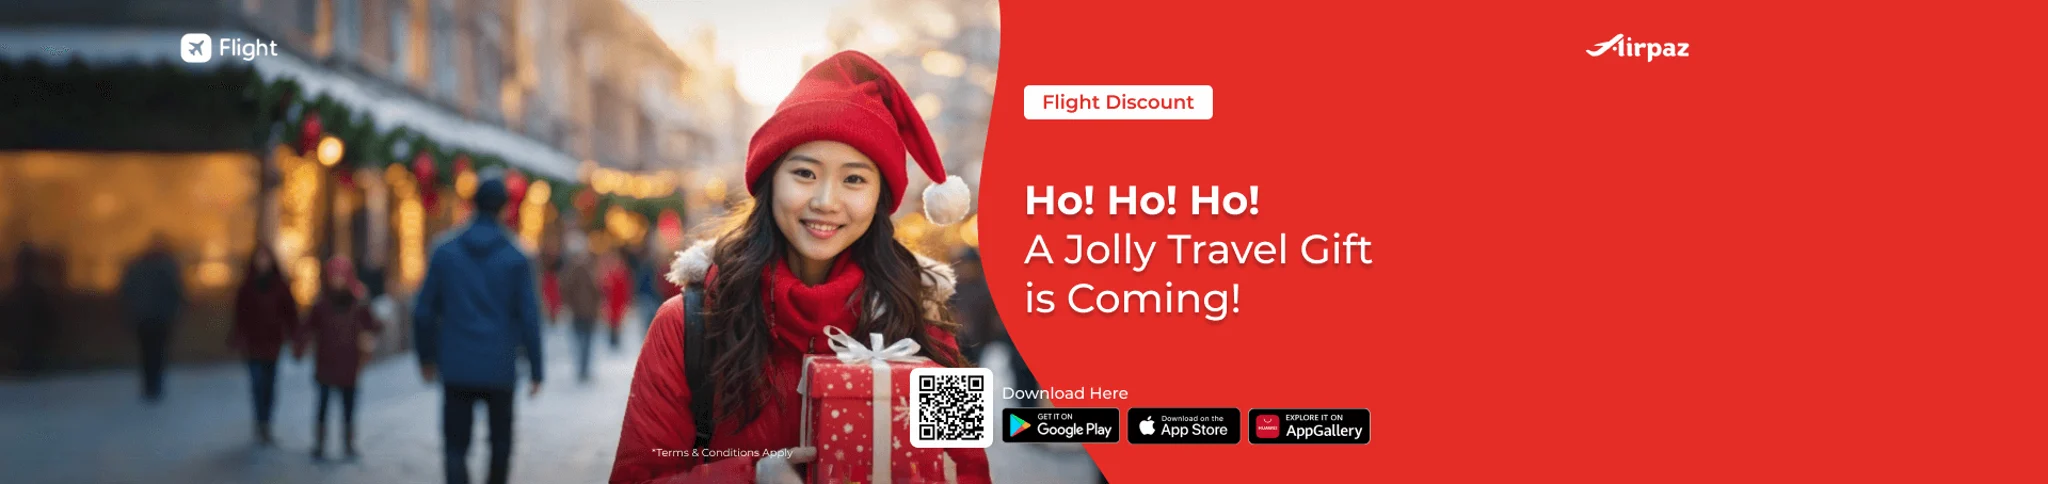 Flight
Airpaz
Flight Discount
Ho! Ho! Ho!
A Jolly Travel Gift
is Coming!
Download Here
GET IT ON
Google Play
Download on the
App Store
HUAWEI
EXPLORE IT ON
AppGallery
*Terms & Conditions Apply